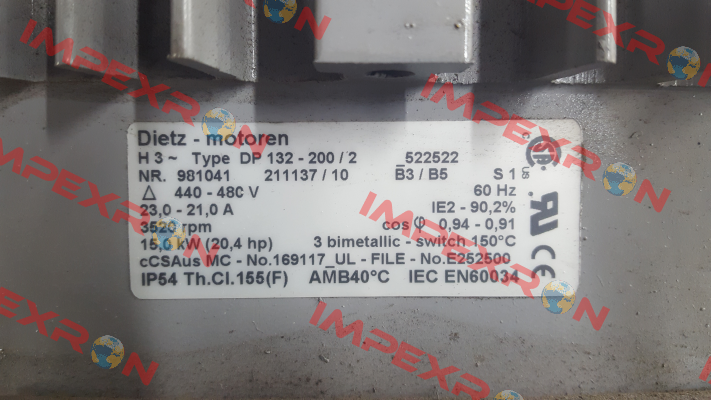 Dietz - motoren
H 3 ~ Type DP 132 - 200 / 2 _522522
NR. 981041 211137 / 10 B3 / B5 S 1
Δ 440 - 480 V 60 Hz
23,0 - 21,0 A IE2 - 90,2%
3520 rpm cos φ 0,94 - 0,91
15,0 kW (20,4 hp) 3 bimetallic - switch 150°C
cCSAus MC - No.169117_UL - FILE - No.E252500
IP54 Th.Cl.155(F) AMB40°C IEC EN60034
C US
CE
IMPEXRON
IMPEXRON
IMPEXRON
IMPEXRON
IMPEXRON
IMPEXRON